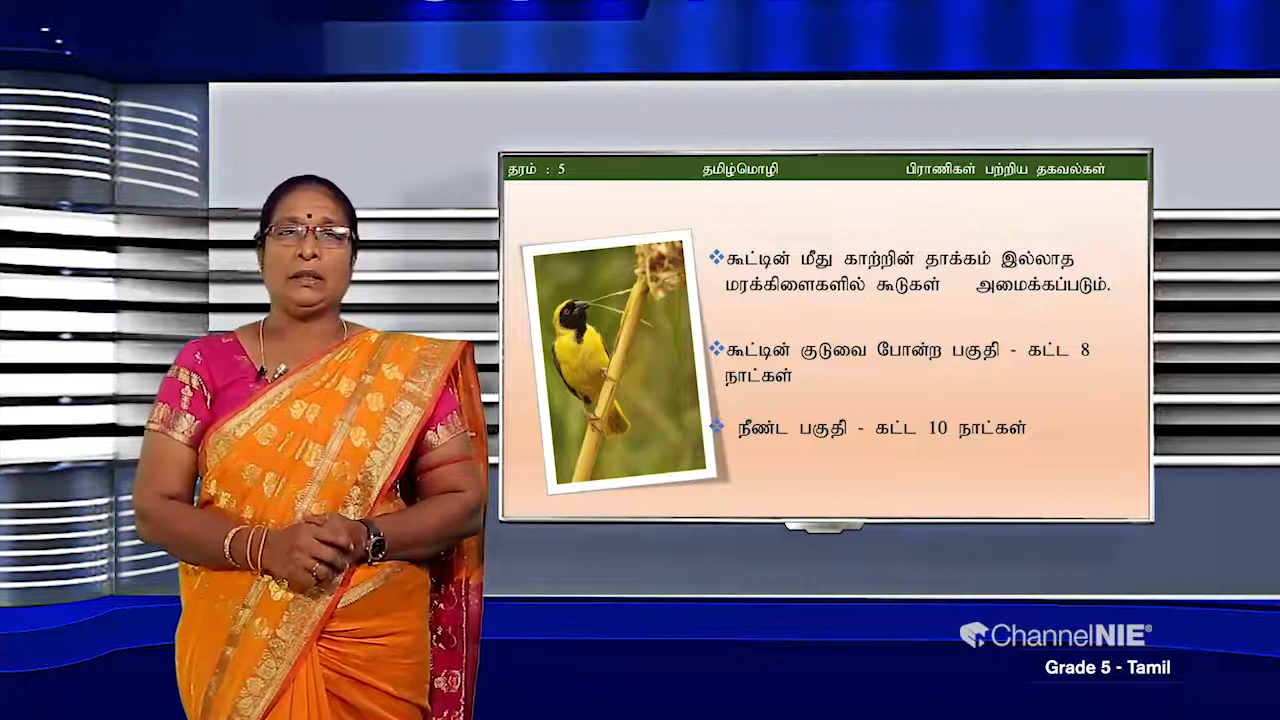 தரம் : 5 தமிழ்மொழி பிராணிகள் பற்றிய தகவல்கள்
கூட்டின் மீது காற்றின் தாக்கம் இல்லாத
மரக்கிளைகளில் கூடுகள் அமைக்கப்படும்.
கூட்டின் குடுவை போன்ற பகுதி - கட்ட 8
நாட்கள்
நீண்ட பகுதி - கட்ட 10 நாட்கள்
ChannelNIE®
Grade 5 - Tamil